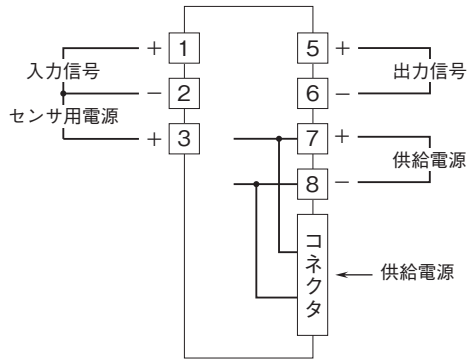 + 1
入力信号
− 2
センサ用電源
+ 3
5 +
出力信号
6 −
7 +
供給電源
8 −
コネクタ
供給電源